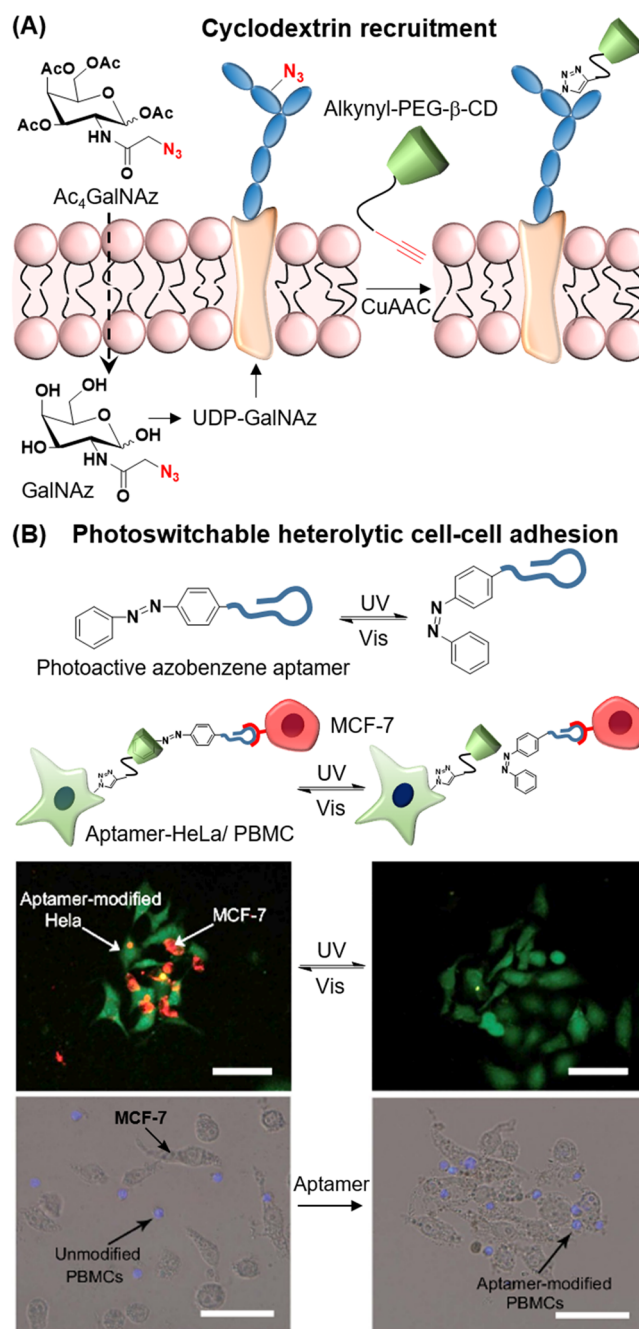 (A) Cyclodextrin recruitment
AcO OAc
O
AcO OAc
HN N₃
O
Ac₄GalNAz
N₃
Alkynyl-PEG-β-CD
N N
N
CuAAC
OH OH
O
HO OH
HN N₃
O
GalNAz
UDP-GalNAz
(B) Photoswitchable heterolytic cell-cell adhesion
N=N
UV
Vis
N=N
Photoactive azobenzene aptamer
MCF-7
N=N
N N
N
UV
Vis
N=N
N N
N
Aptamer-HeLa/ PBMC
Aptamer-modified
Hela
MCF-7
UV
Vis
MCF-7
Unmodified
PBMCs
Aptamer
Aptamer-modified
PBMCs